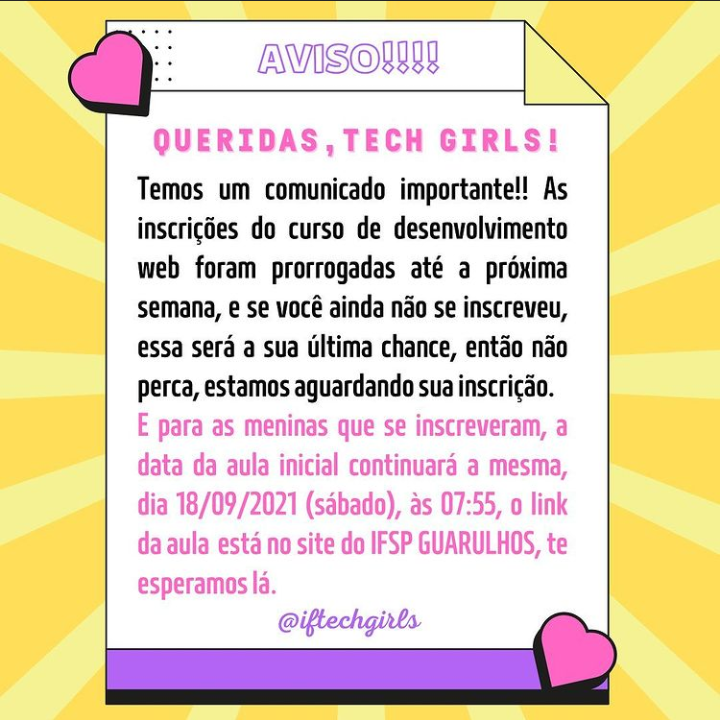 AVISO!!!!
QUERIDAS, TECH GIRLS!
Temos um comunicado importante!! As
inscrições do curso de desenvolvimento
web foram prorrogadas até a próxima
semana, e se você ainda não se inscreveu,
essa será a sua última chance, então não
perca, estamos aguardando sua inscrição.
E para as meninas que se inscreveram, a
data da aula inicial continuará a mesma,
dia 18/09/2021 (sábado), às 07:55, o link
da aula está no site do IFSP GUARULHOS, te
esperamos lá.
@iftechgirls